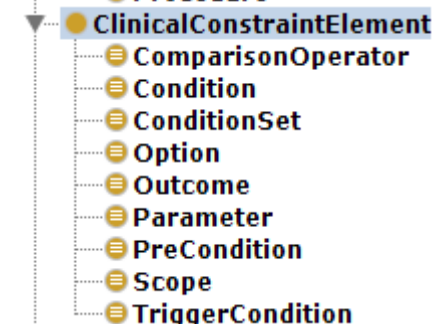 ClinicalConstraintElement
ComparisonOperator
Condition
ConditionSet
Option
Outcome
Parameter
PreCondition
Scope
TriggerCondition